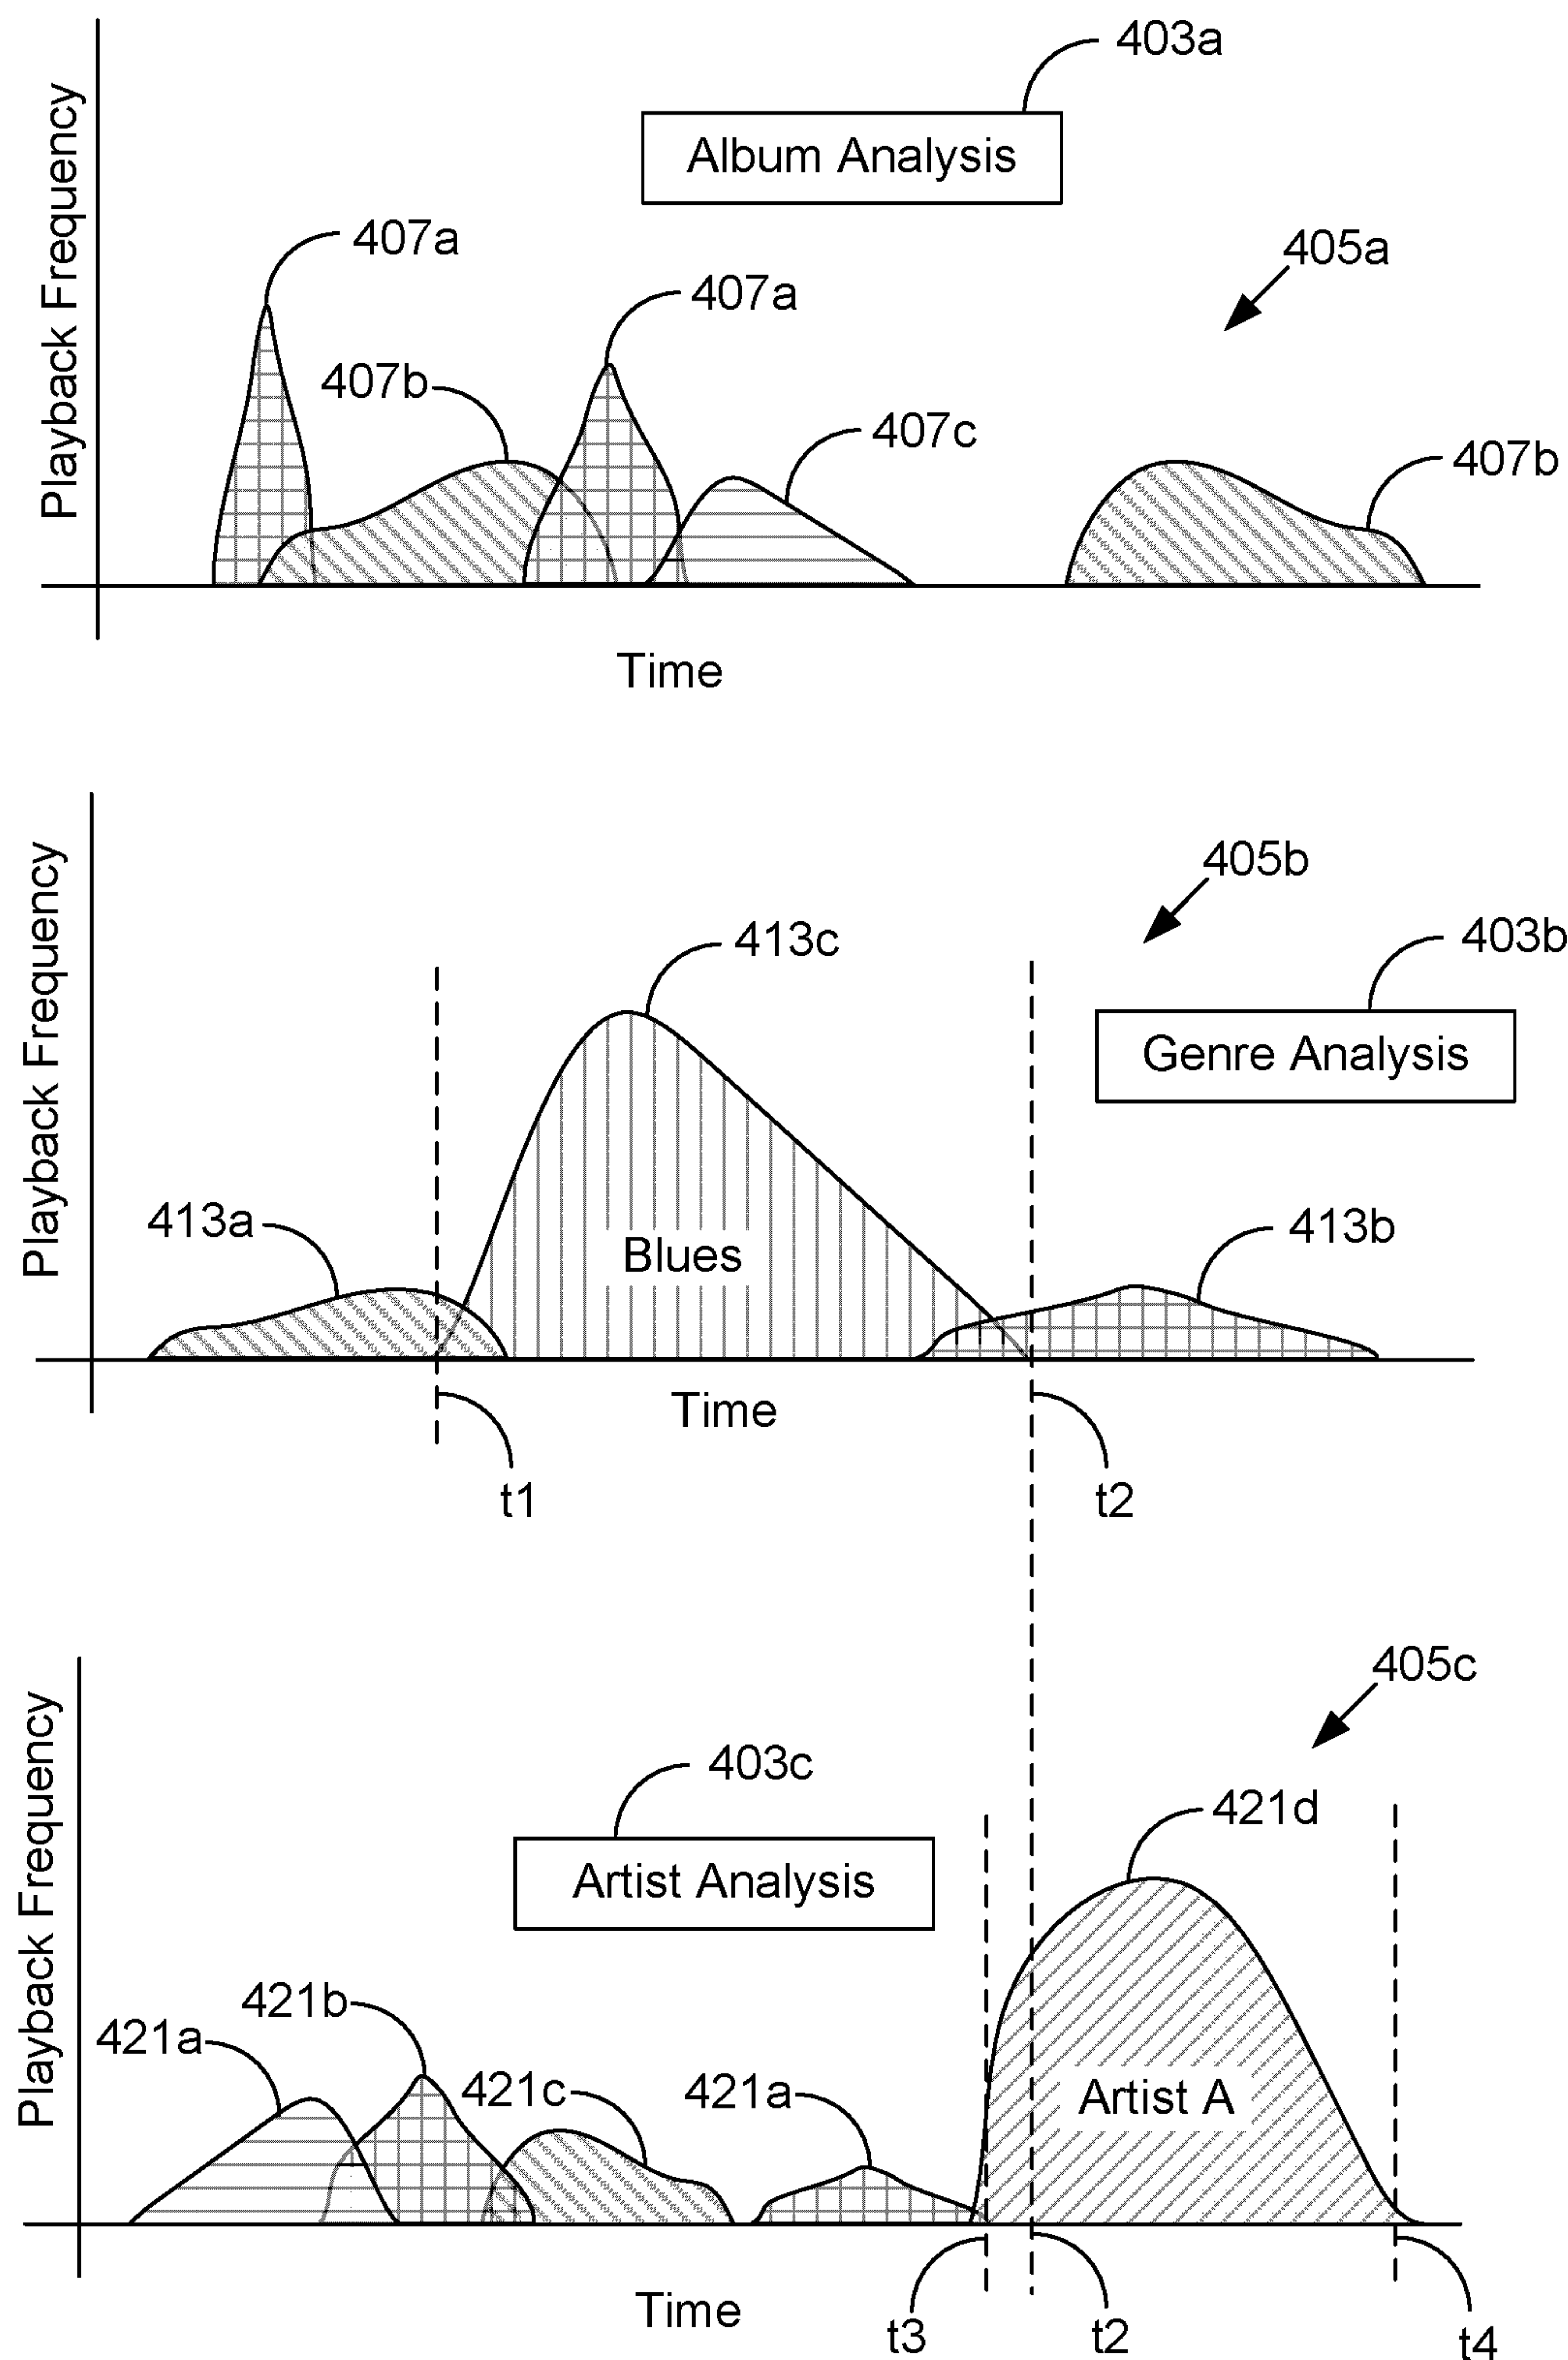 403a
Album Analysis
Playback Frequency
407a
405a
407a
407b
407c
407b
Time
405b
403b
413c
Genre Analysis
Playback Frequency
413a
413b
Blues
Time
t1
t2
405c
403c
421d
Artist Analysis
Playback Frequency
421b
421a
421c
421a
Artist A
Time
t3
t2
t4